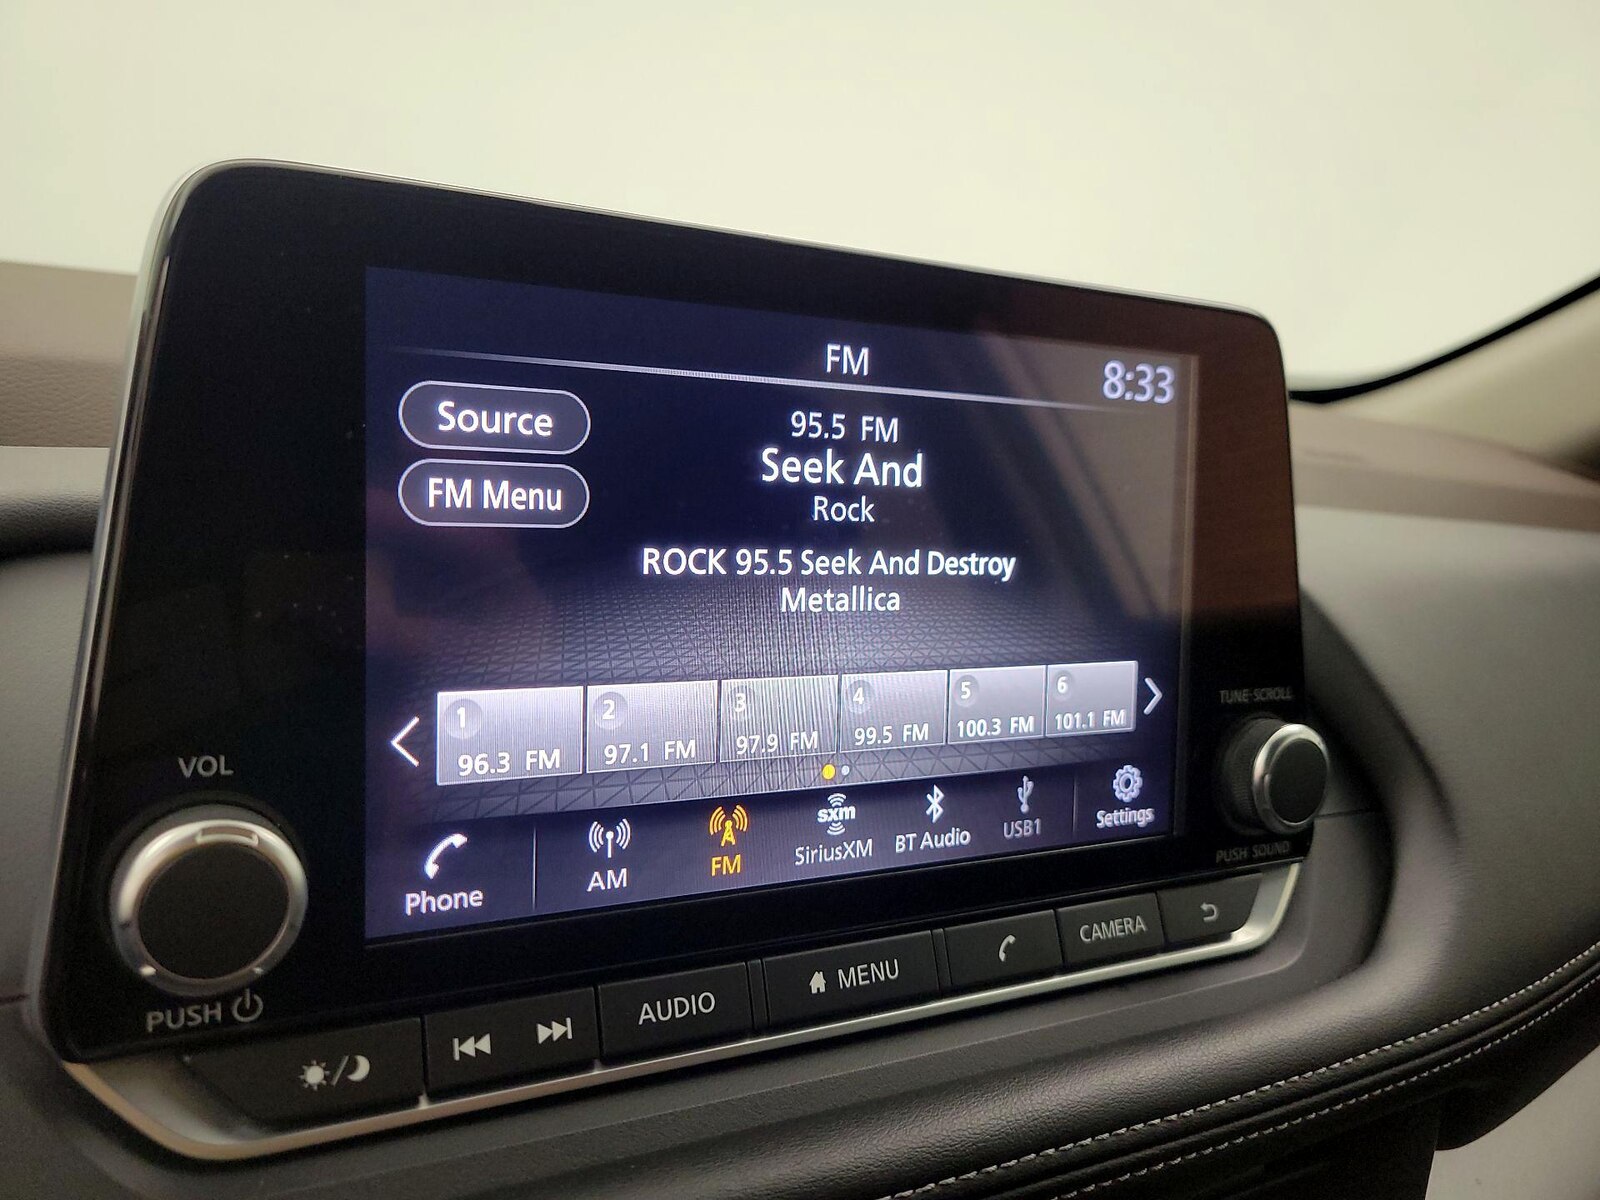 FM
8:33
Source
FM Menu
95.5 FM
Seek And
Rock
ROCK 95.5 Seek And Destroy
Metallica
1
96.3 FM
2
97.1 FM
3
97.9 FM
4
99.5 FM
5
100.3 FM
6
101.1 FM
Phone
AM
FM
sxm
SiriusXM
BT Audio
USB1
Settings
VOL
PUSH
TUNE·SCROLL
PUSH SOUND
AUDIO
MENU
CAMERA